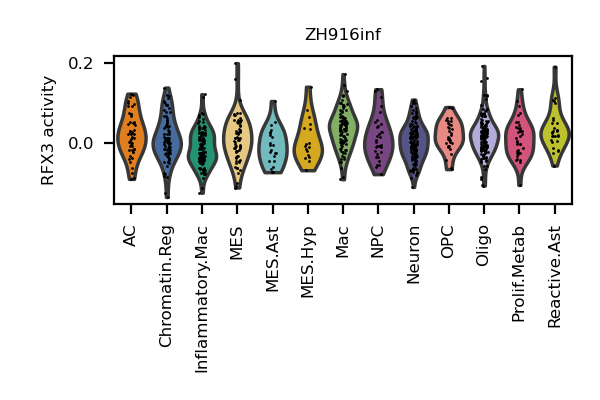 ZH916inf
RFX3 activity
0.2
0.0
AC
Chromatin.Reg
Inflammatory.Mac
MES
MES.Ast
MES.Hyp
Mac
NPC
Neuron
OPC
Oligo
Prolif.Metab
Reactive.Ast